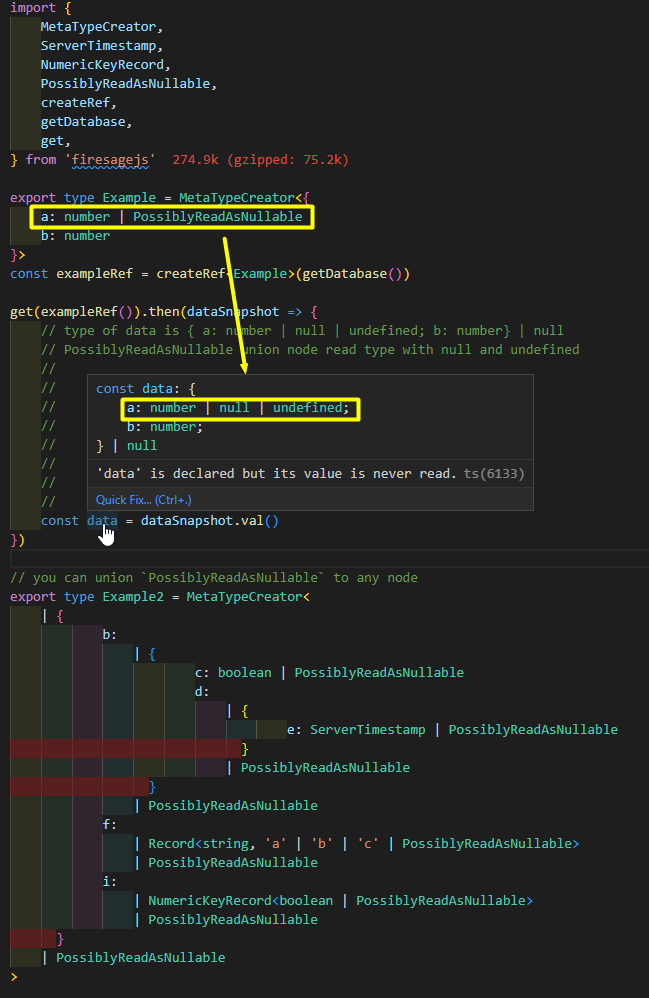 import {
MetaTypeCreator,
ServerTimestamp,
NumericKeyRecord,
PossiblyReadAsNullable,
createRef,
getDatabase,
get,
} from 'firesagejs'  274.9k (gzipped: 75.2k)
export type Example = MetaTypeCreator<{
a: number | PossiblyReadAsNullable
b: number
}>
const exampleRef = createRef<Example>(getDatabase())
get(exampleRef()).then(dataSnapshot => {
// type of data is { a: number | null | undefined; b: number} | null
// PossiblyReadAsNullable union node read type with null and undefined
//
// const data: {
// a: number | null | undefined;
// b: number;
// } | null
// 'data' is declared but its value is never read. ts(6133)
//
// Quick Fix... (Ctrl+.)
const data = dataSnapshot.val()
})
// you can union `PossiblyReadAsNullable` to any node
export type Example2 = MetaTypeCreator<
| {
b:
| {
c: boolean | PossiblyReadAsNullable
d:
| {
e: ServerTimestamp | PossiblyReadAsNullable
}
| PossiblyReadAsNullable
}
| PossiblyReadAsNullable
f:
| Record<string, 'a' | 'b' | 'c' | PossiblyReadAsNullable>
| PossiblyReadAsNullable
i:
| NumericKeyRecord<boolean | PossiblyReadAsNullable>
| PossiblyReadAsNullable
}
| PossiblyReadAsNullable
>